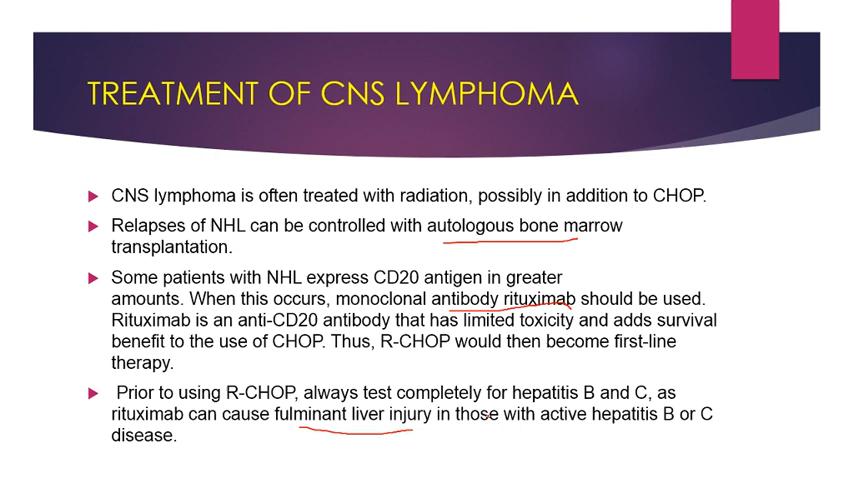 TREATMENT OF CNS LYMPHOMA
CNS lymphoma is often treated with radiation, possibly in addition to CHOP.
Relapses of NHL can be controlled with autologous bone marrow
transplantation.
Some patients with NHL express CD20 antigen in greater
amounts. When this occurs, monoclonal antibody rituximab should be used.
Rituximab is an anti-CD20 antibody that has limited toxicity and adds survival
benefit to the use of CHOP. Thus, R-CHOP would then become first-line
therapy.
Prior to using R-CHOP, always test completely for hepatitis B and C, as
rituximab can cause fulminant liver injury in those with active hepatitis B or C
disease.